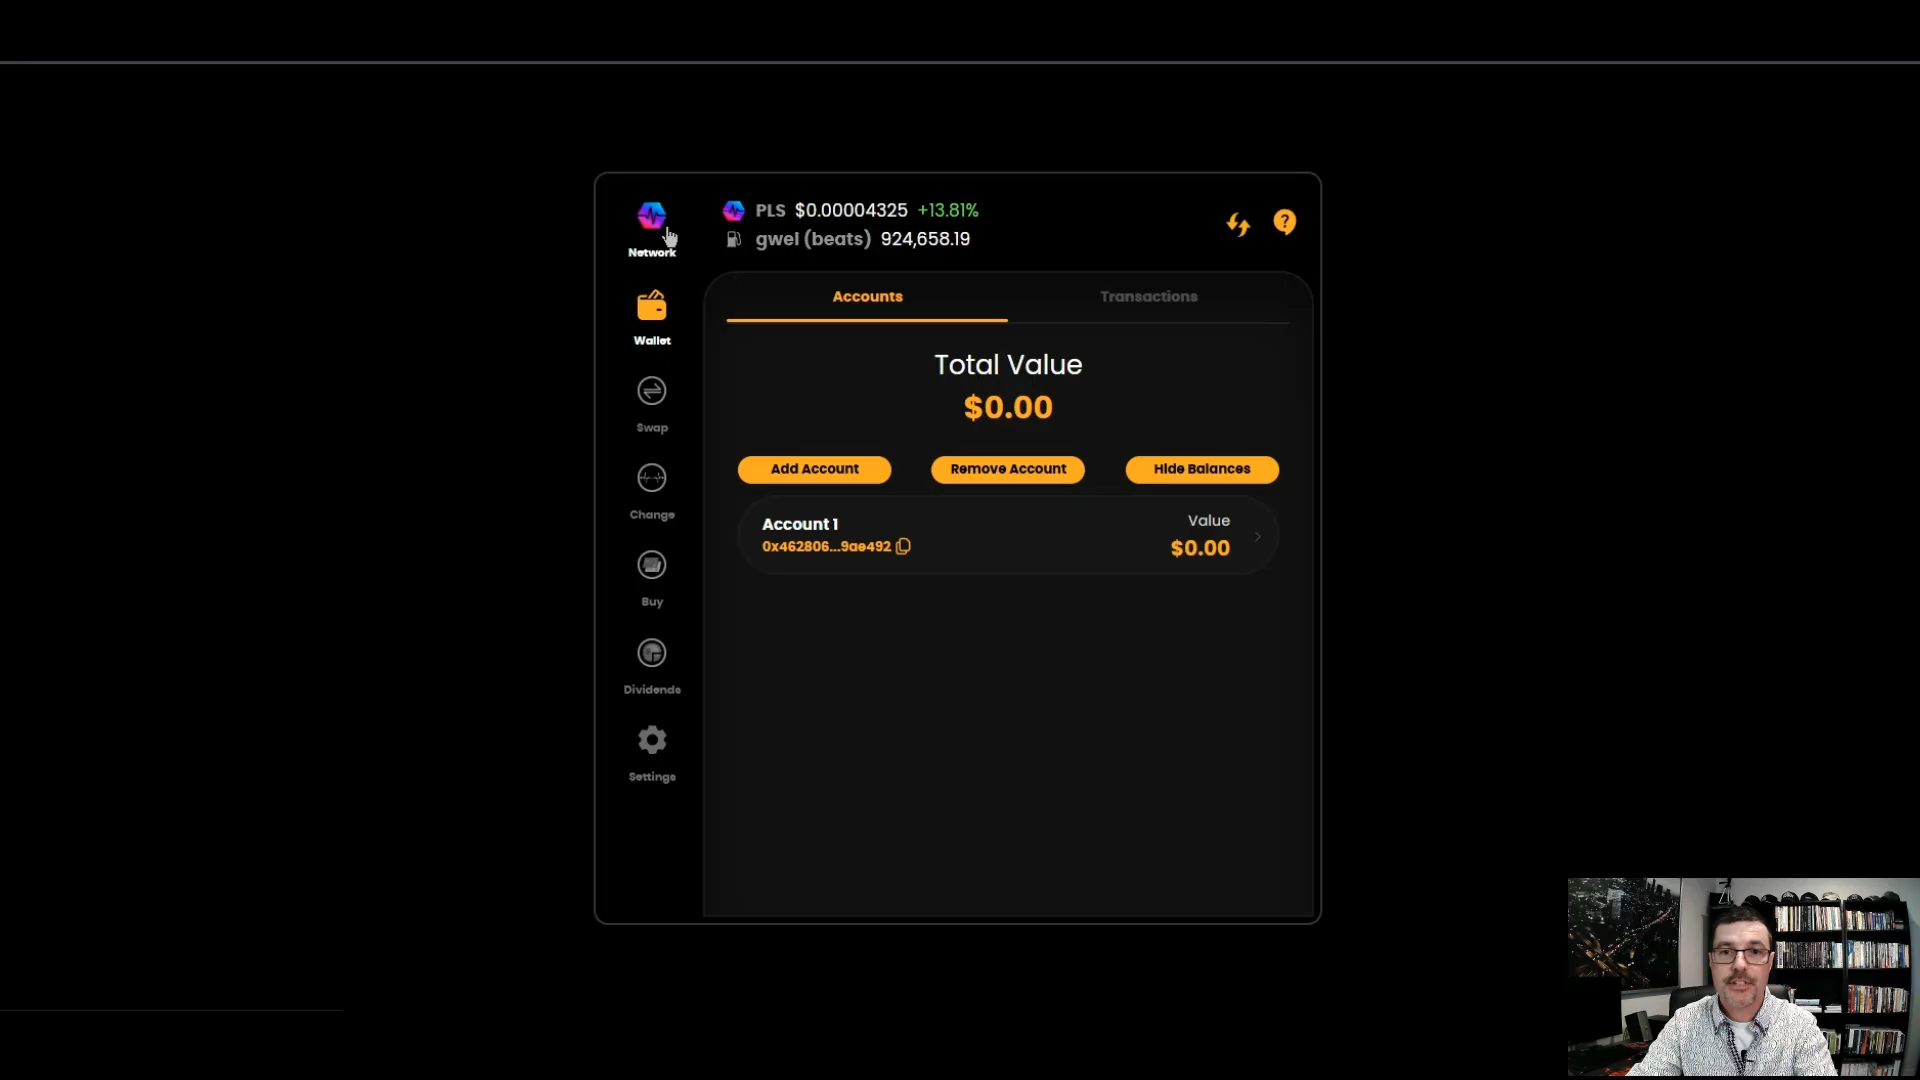 PLS $0.00004325 +13.81%
gwei (beats) 924,658.19
?
Network
Wallet
Swap
Change
Buy
Dividends
Settings
Accounts
Transactions
Total Value
$0.00
Add Account
Remove Account
Hide Balances
Account 1
0x462806...9ae492
Value
$0.00